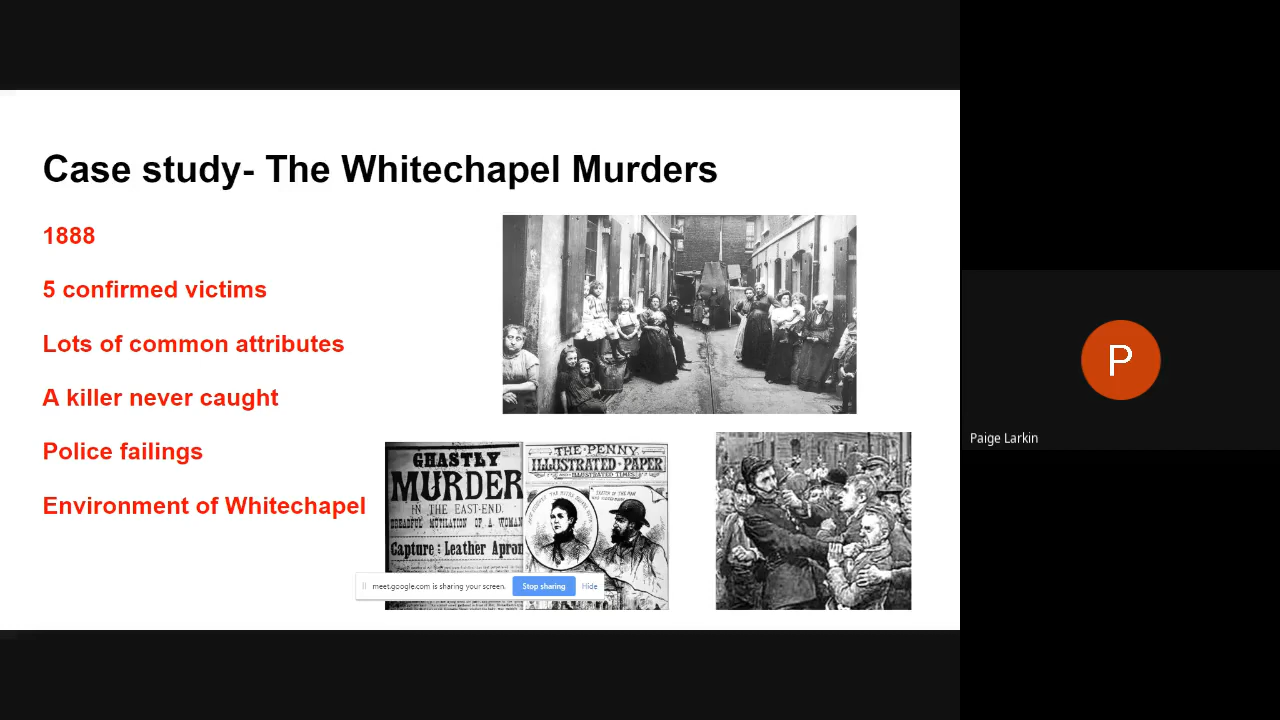 Case study- The Whitechapel Murders
1888
5 confirmed victims
Lots of common attributes
A killer never caught
Police failings
Environment of Whitechapel
GHASTLY
MURDER
IN THE EAST-END.
DREADFUL MUTILATION OF A WOMAN
Capture : Leather Apron
THE PENNY
ILLUSTRATED PAPER
ILLUSTRATED TIMES
meet.google.com is sharing your screen.
Stop sharing
Hide
P
Paige Larkin